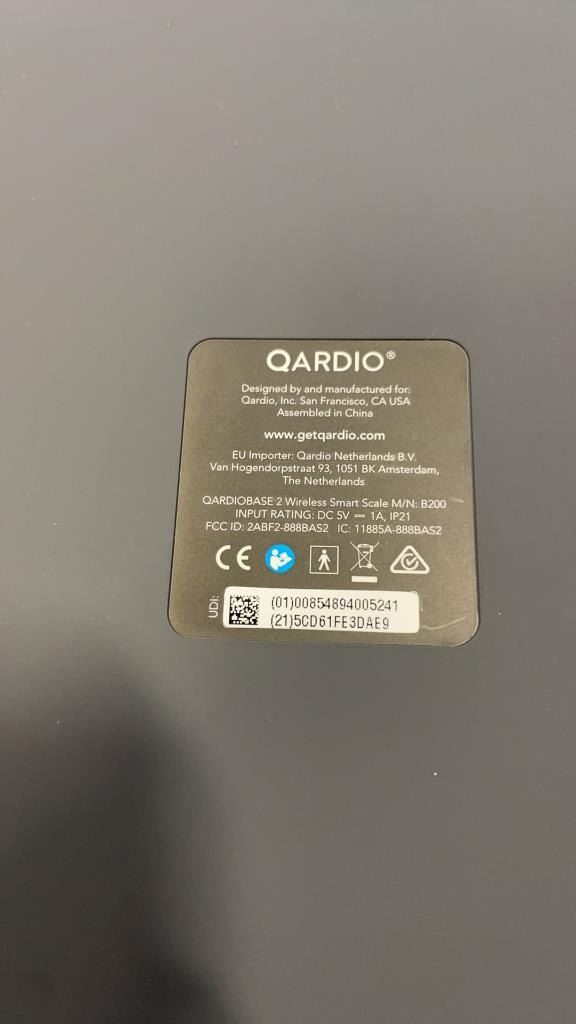 QARDIO®
Designed by and manufactured for:
Qardio, Inc. San Francisco, CA USA
Assembled in China
www.getqardio.com
EU Importer: Qardio Netherlands B.V.
Van Hogendorpstraat 93, 1051 BK Amsterdam,
The Netherlands
QARDIOBASE 2 Wireless Smart Scale M/N: B200
INPUT RATING: DC 5V ⎓ 1A, IP21
FCC ID: 2ABF2-888BAS2 IC: 11885A-888BAS2
CE
UDI:
(01)00854894005241
(21)5CD61FE3DAE9